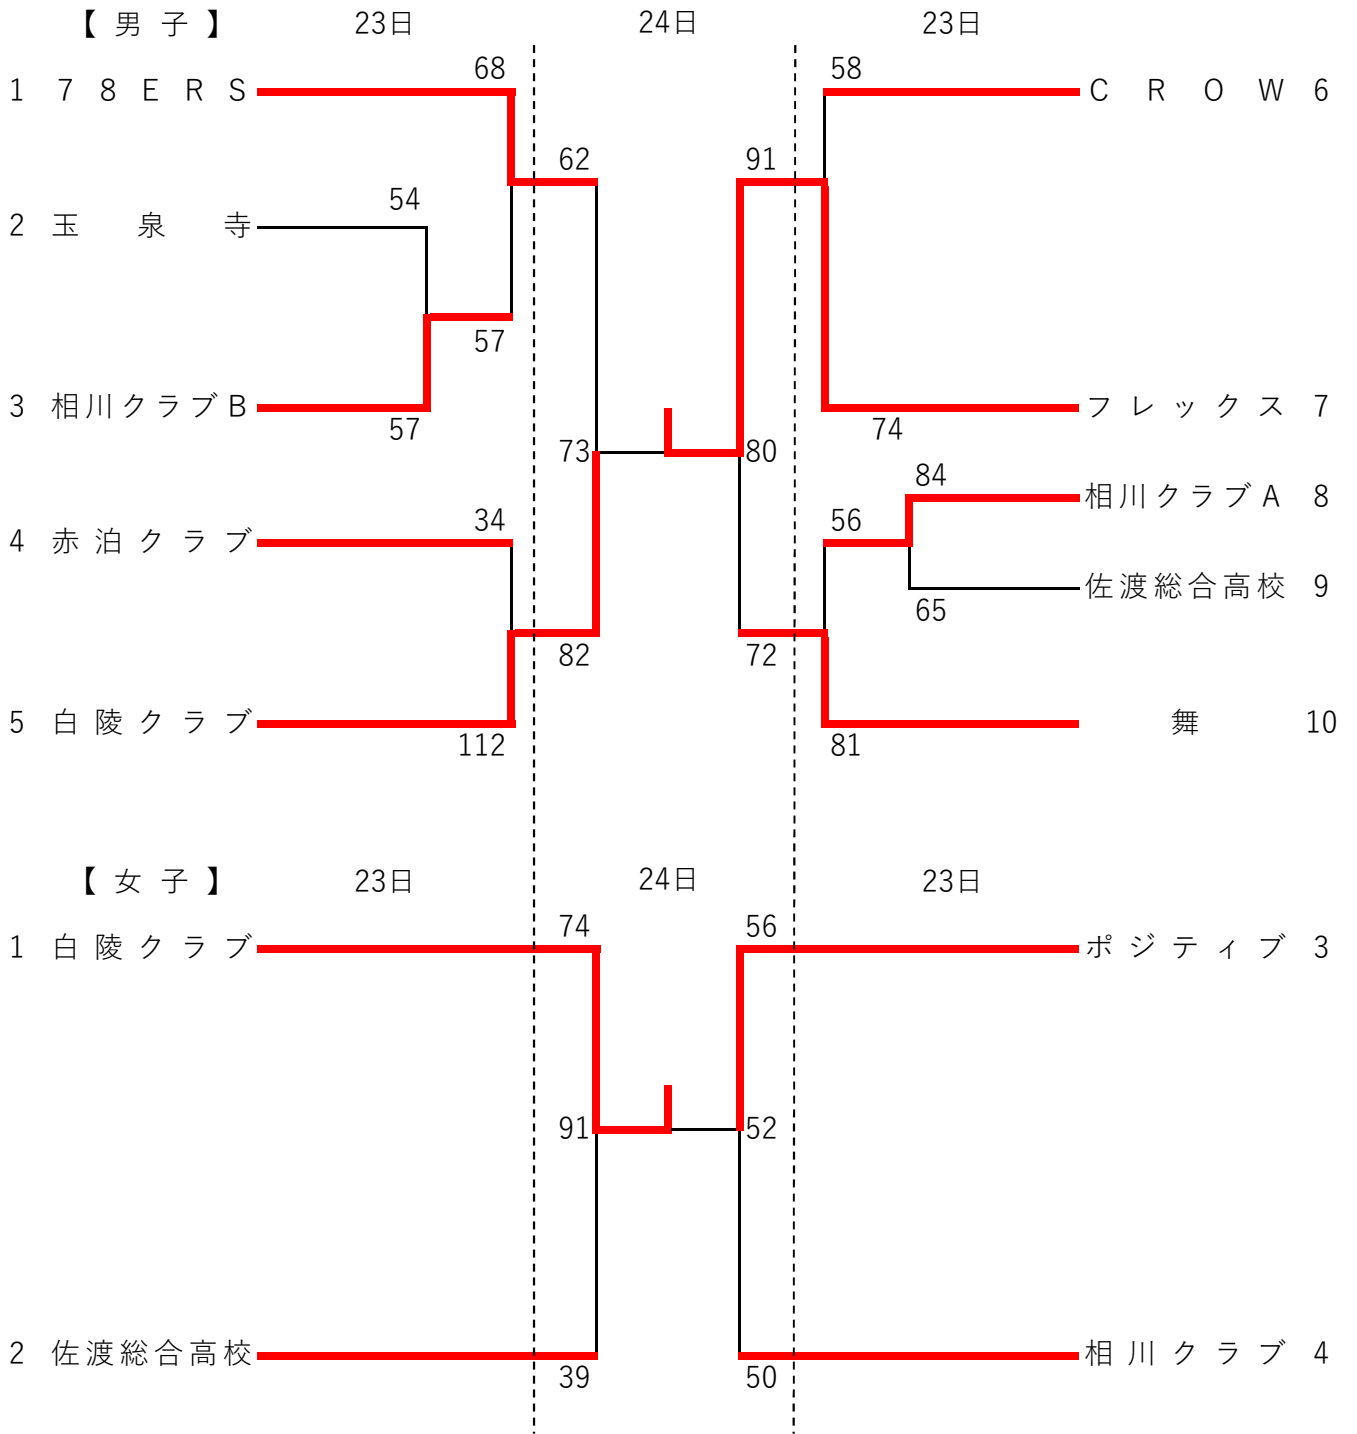 【 男 子 】 23日 24日 23日
68 58
1 7 8 E R S C R O W 6
62 91
54
2 玉 泉 寺
57
3 相川クラブB フレックス 7
57 74
73 80
84
相川クラブA 8
34 56
4 赤泊クラブ
佐渡総合高校 9
65
82 72
5 白陵クラブ 舞 10
112 81
【 女 子 】 23日 24日 23日
74 56
1 白陵クラブ ポジティブ 3
91 52
2 佐渡総合高校 相川クラブ 4
39 50